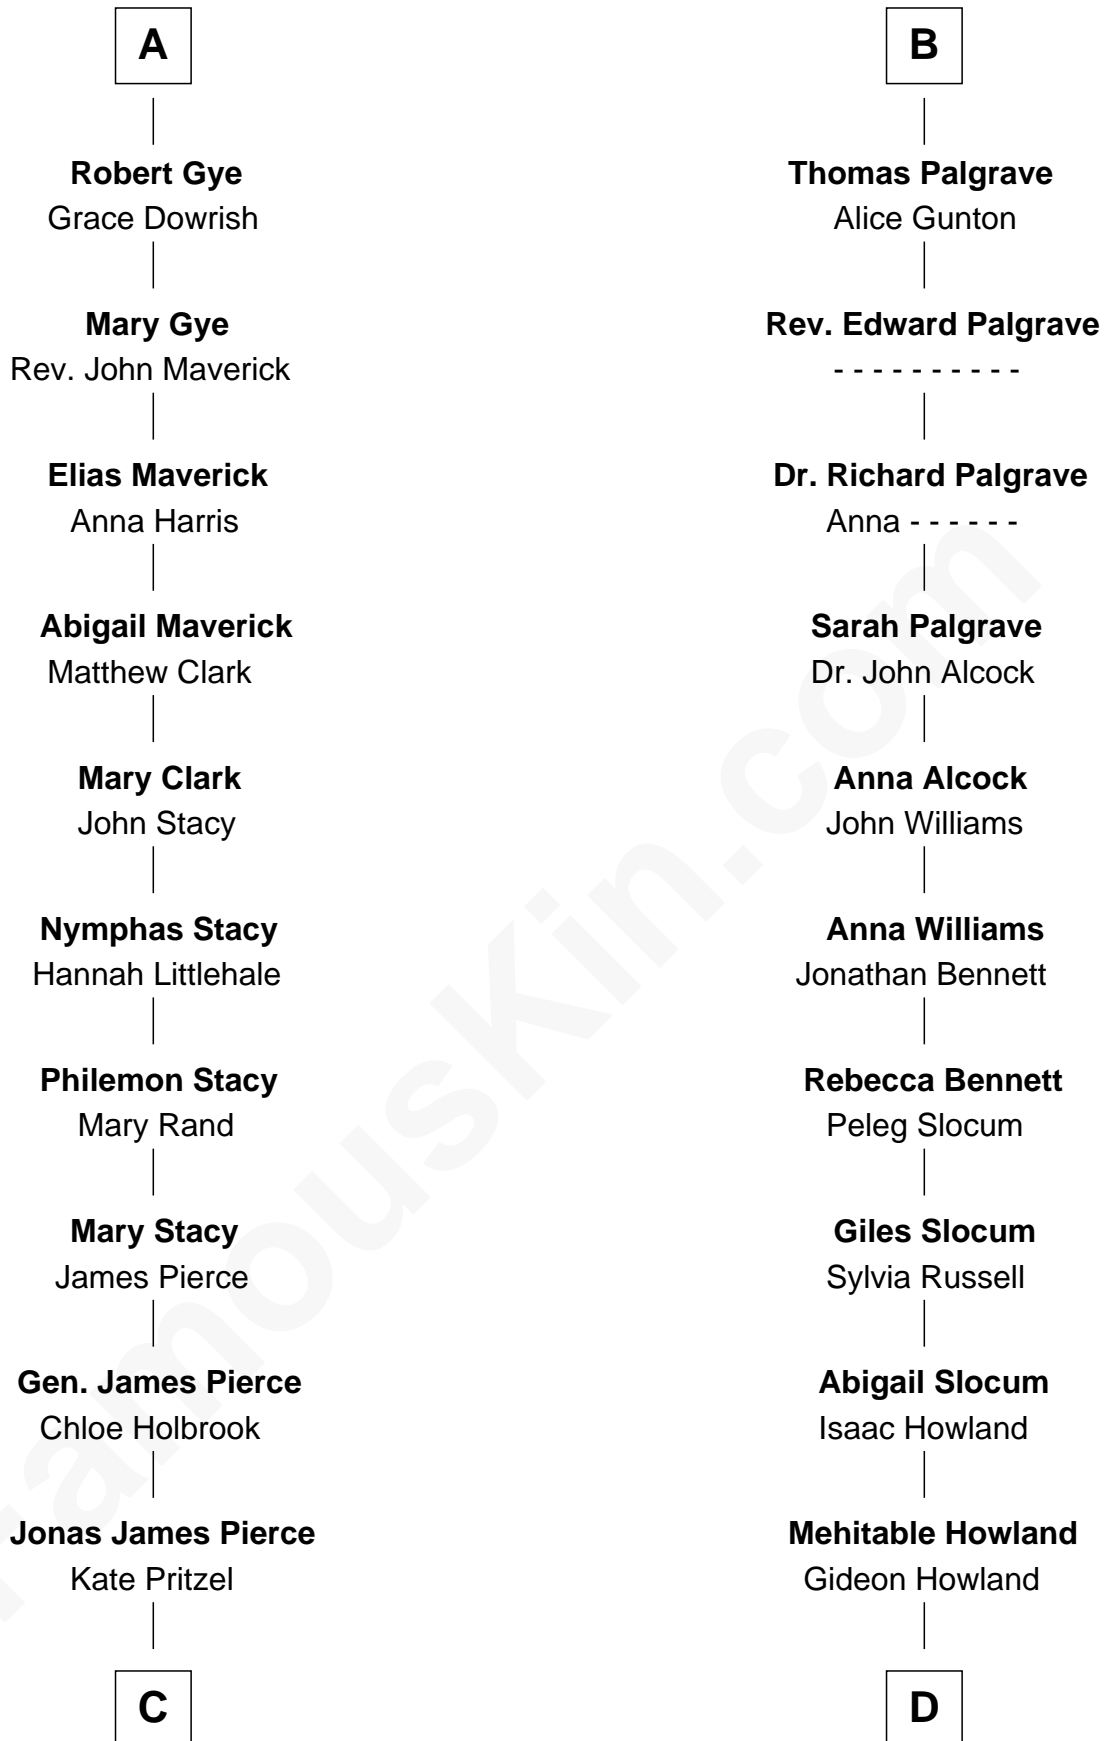 A
Robert Gye
Grace Dowrish
Mary Gye
Rev. John Maverick
Elias Maverick
Anna Harris
Abigail Maverick
Matthew Clark
Mary Clark
John Stacy
Nymphas Stacy
Hannah Littlehale
Philemon Stacy
Mary Rand
Mary Stacy
James Pierce
Gen. James Pierce
Chloe Holbrook
Jonas James Pierce
Kate Pritzel
C
B
Thomas Palgrave
Alice Gunton
Rev. Edward Palgrave
- - - - - - - - - -
Dr. Richard Palgrave
Anna - - - - - -
Sarah Palgrave
Dr. John Alcock
Anna Alcock
John Williams
Anna Williams
Jonathan Bennett
Rebecca Bennett
Peleg Slocum
Giles Slocum
Sylvia Russell
Abigail Slocum
Isaac Howland
Mehitable Howland
Gideon Howland
D
FamousKin.com